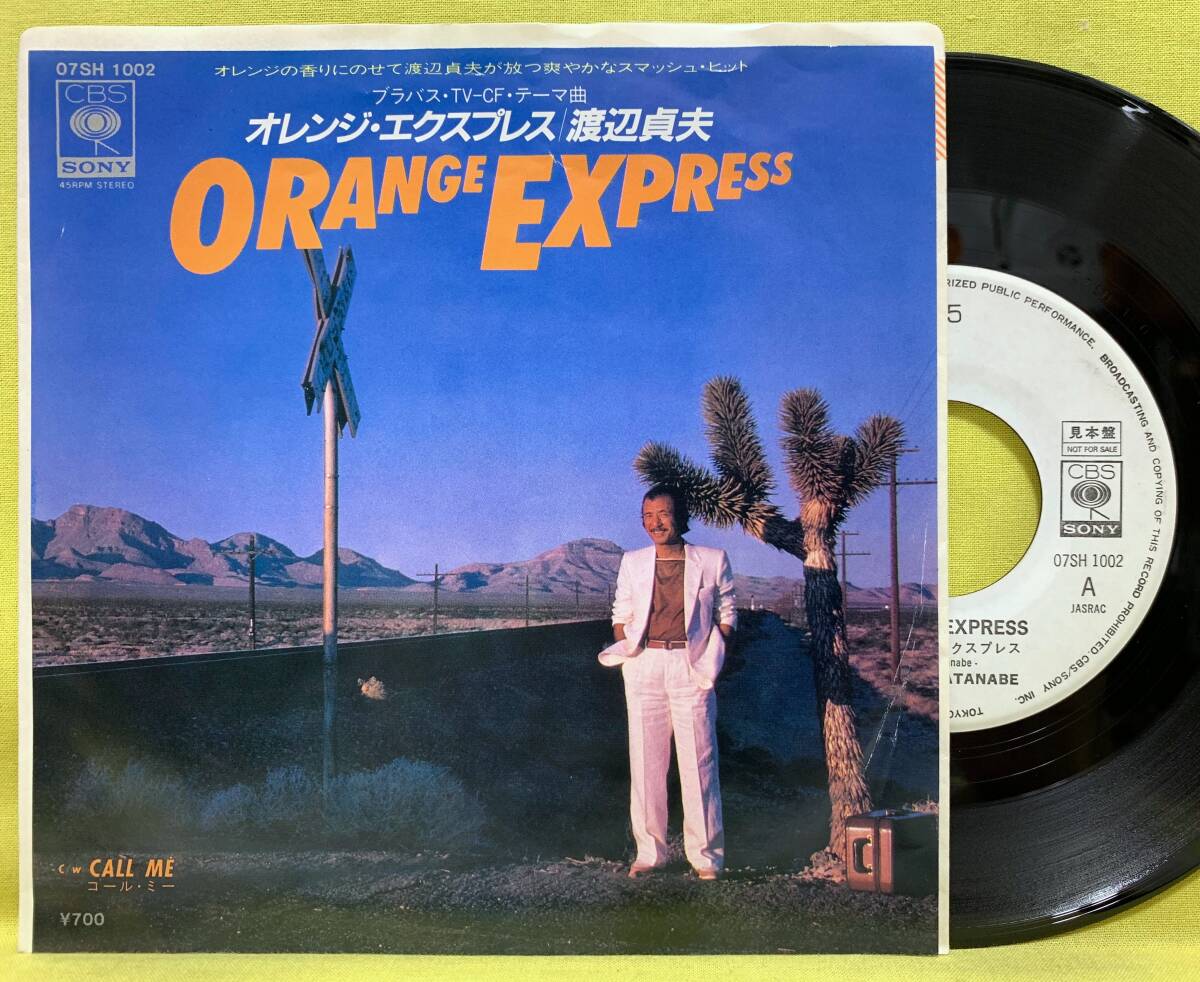 07SH 1002
CBS
SONY
45RPM STEREO
オレンジの香りにのせて渡辺貞夫が放つ爽やかなスマッシュ・ヒット
ブラバス・TV-CF・テーマ曲
オレンジ・エクスプレス/渡辺貞夫
ORANGE EXPRESS
C/W CALL ME
コール・ミー
¥700
RIZED PUBLIC PERFORMANCE, BROADCASTING AND COPYING OF THIS RECORD PROHIBITED. CBS/SONY INC. TOKYO
5
見本盤
NOT FOR SALE
CBS
SONY
07SH 1002
A
JASRAC
EXPRESS
クスプレス
nabe -
ATANABE